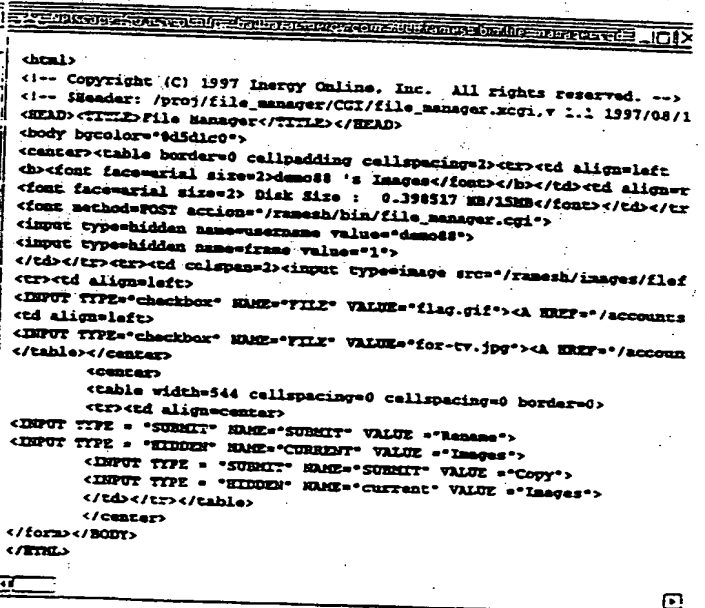 <html>
<!-- Copyright (C) 1997 Inergy Online, Inc. All rights reserved. -->
<!-- $Header: /proj/file_manager/CGI/file_manager.xcgi,v 1.1 1997/08/1
<HEAD><TITLE>File Manager</TITLE></HEAD>
<body bgcolor="#d5d1c0">
<center><table border=0 cellpadding cellspacing=2><tr><td align=left
<b><font face=arial size=2>demo88 's Images</font></b></td><td align=r
<font face=arial size=2> Disk Size : 0.398517 KB/15MB</font></td></tr
<font method=POST action="/ramesh/bin/file_manager.cgi">
<input type=hidden name=username value="demo88">
<input type=hidden name=frame value="1">
</td></tr><tr><td colspan=2><input type=image src="/ramesh/images/flef
<tr><td align=left>
<INPUT TYPE="checkbox" NAME="FILE" VALUE="flag.gif"><A HREF="/accounts
<td align=left>
<INPUT TYPE="checkbox" NAME="FILE" VALUE="for-tv.jpg"><A HREF="/accoun
</table></center>
<center>
<table width=544 cellspacing=0 cellspacing=0 border=0>
<tr><td align=center>
<INPUT TYPE = "SUBMIT" NAME="SUBMIT" VALUE ="Rename">
<INPUT TYPE = "HIDDEN" NAME="CURRENT" VALUE ="Images">
<INPUT TYPE = "SUBMIT" NAME="SUBMIT" VALUE ="Copy">
<INPUT TYPE = "HIDDEN" NAME="current" VALUE ="Images">
</td></tr></table>
</center>
</form></BODY>
</HTML>